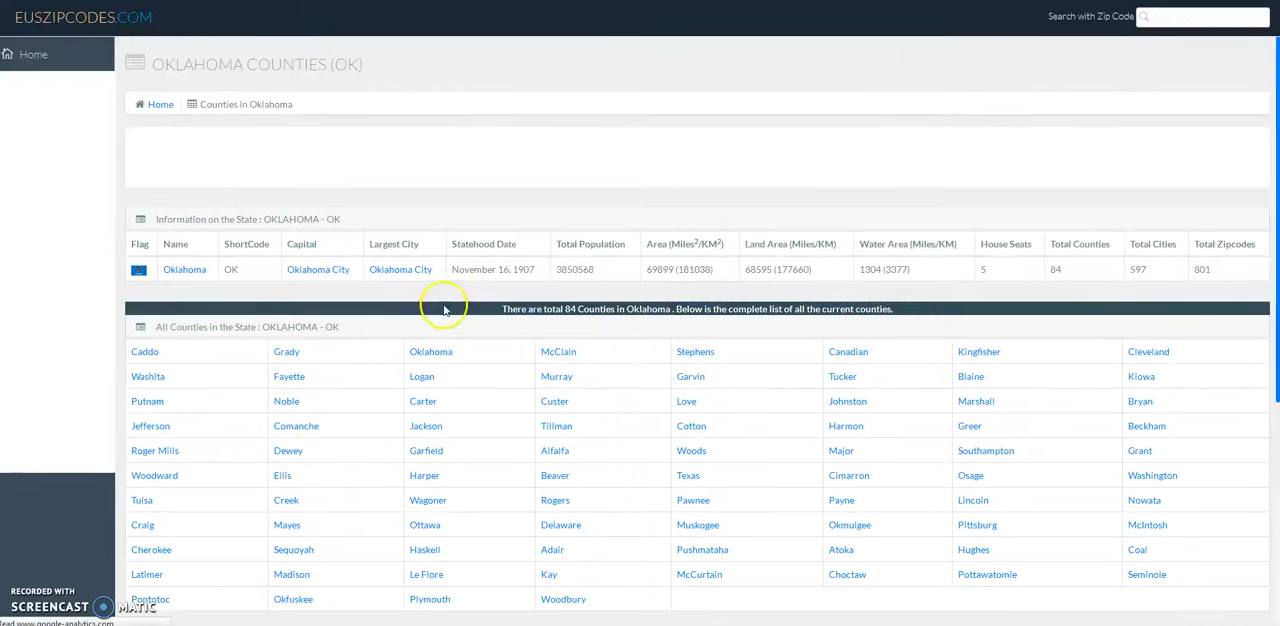 EUSZIPCODES.COM
Search with Zip Code
Home
OKLAHOMA COUNTIES (OK)
Home / Counties in Oklahoma
Information on the State : OKLAHOMA - OK
Flag Name ShortCode Capital Largest City Statehood Date Total Population Area (Miles²/KM²) Land Area (Miles/KM) Water Area (Miles/KM) House Seats Total Counties Total Cities Total Zipcodes
Oklahoma OK Oklahoma City Oklahoma City November 16, 1907 3850568 69899 (181038) 68595 (177660) 1304 (3377) 5 84 597 801
There are total 84 Counties in Oklahoma . Below is the complete list of all the current counties.
All Counties in the State : OKLAHOMA - OK
Caddo Grady Oklahoma McClain Stephens Canadian Kingfisher Cleveland
Washita Fayette Logan Murray Garvin Tucker Blaine Kiowa
Putnam Noble Carter Custer Love Johnston Marshall Bryan
Jefferson Comanche Jackson Tillman Cotton Harmon Greer Beckham
Roger Mills Dewey Garfield Alfalfa Woods Major Southampton Grant
Woodward Ellis Harper Beaver Texas Cimarron Osage Washington
Tulsa Creek Wagoner Rogers Pawnee Payne Lincoln Nowata
Craig Mayes Ottawa Delaware Muskogee Okmulgee Pittsburg McIntosh
Cherokee Sequoyah Haskell Adair Pushmataha Atoka Hughes Coal
Latimer Madison Le Flore Kay McCurtain Choctaw Pottawatomie Seminole
Pontotoc Okfuskee Plymouth Woodbury
RECORDED WITH
SCREENCAST MATIC
Read www.google-analytics.com